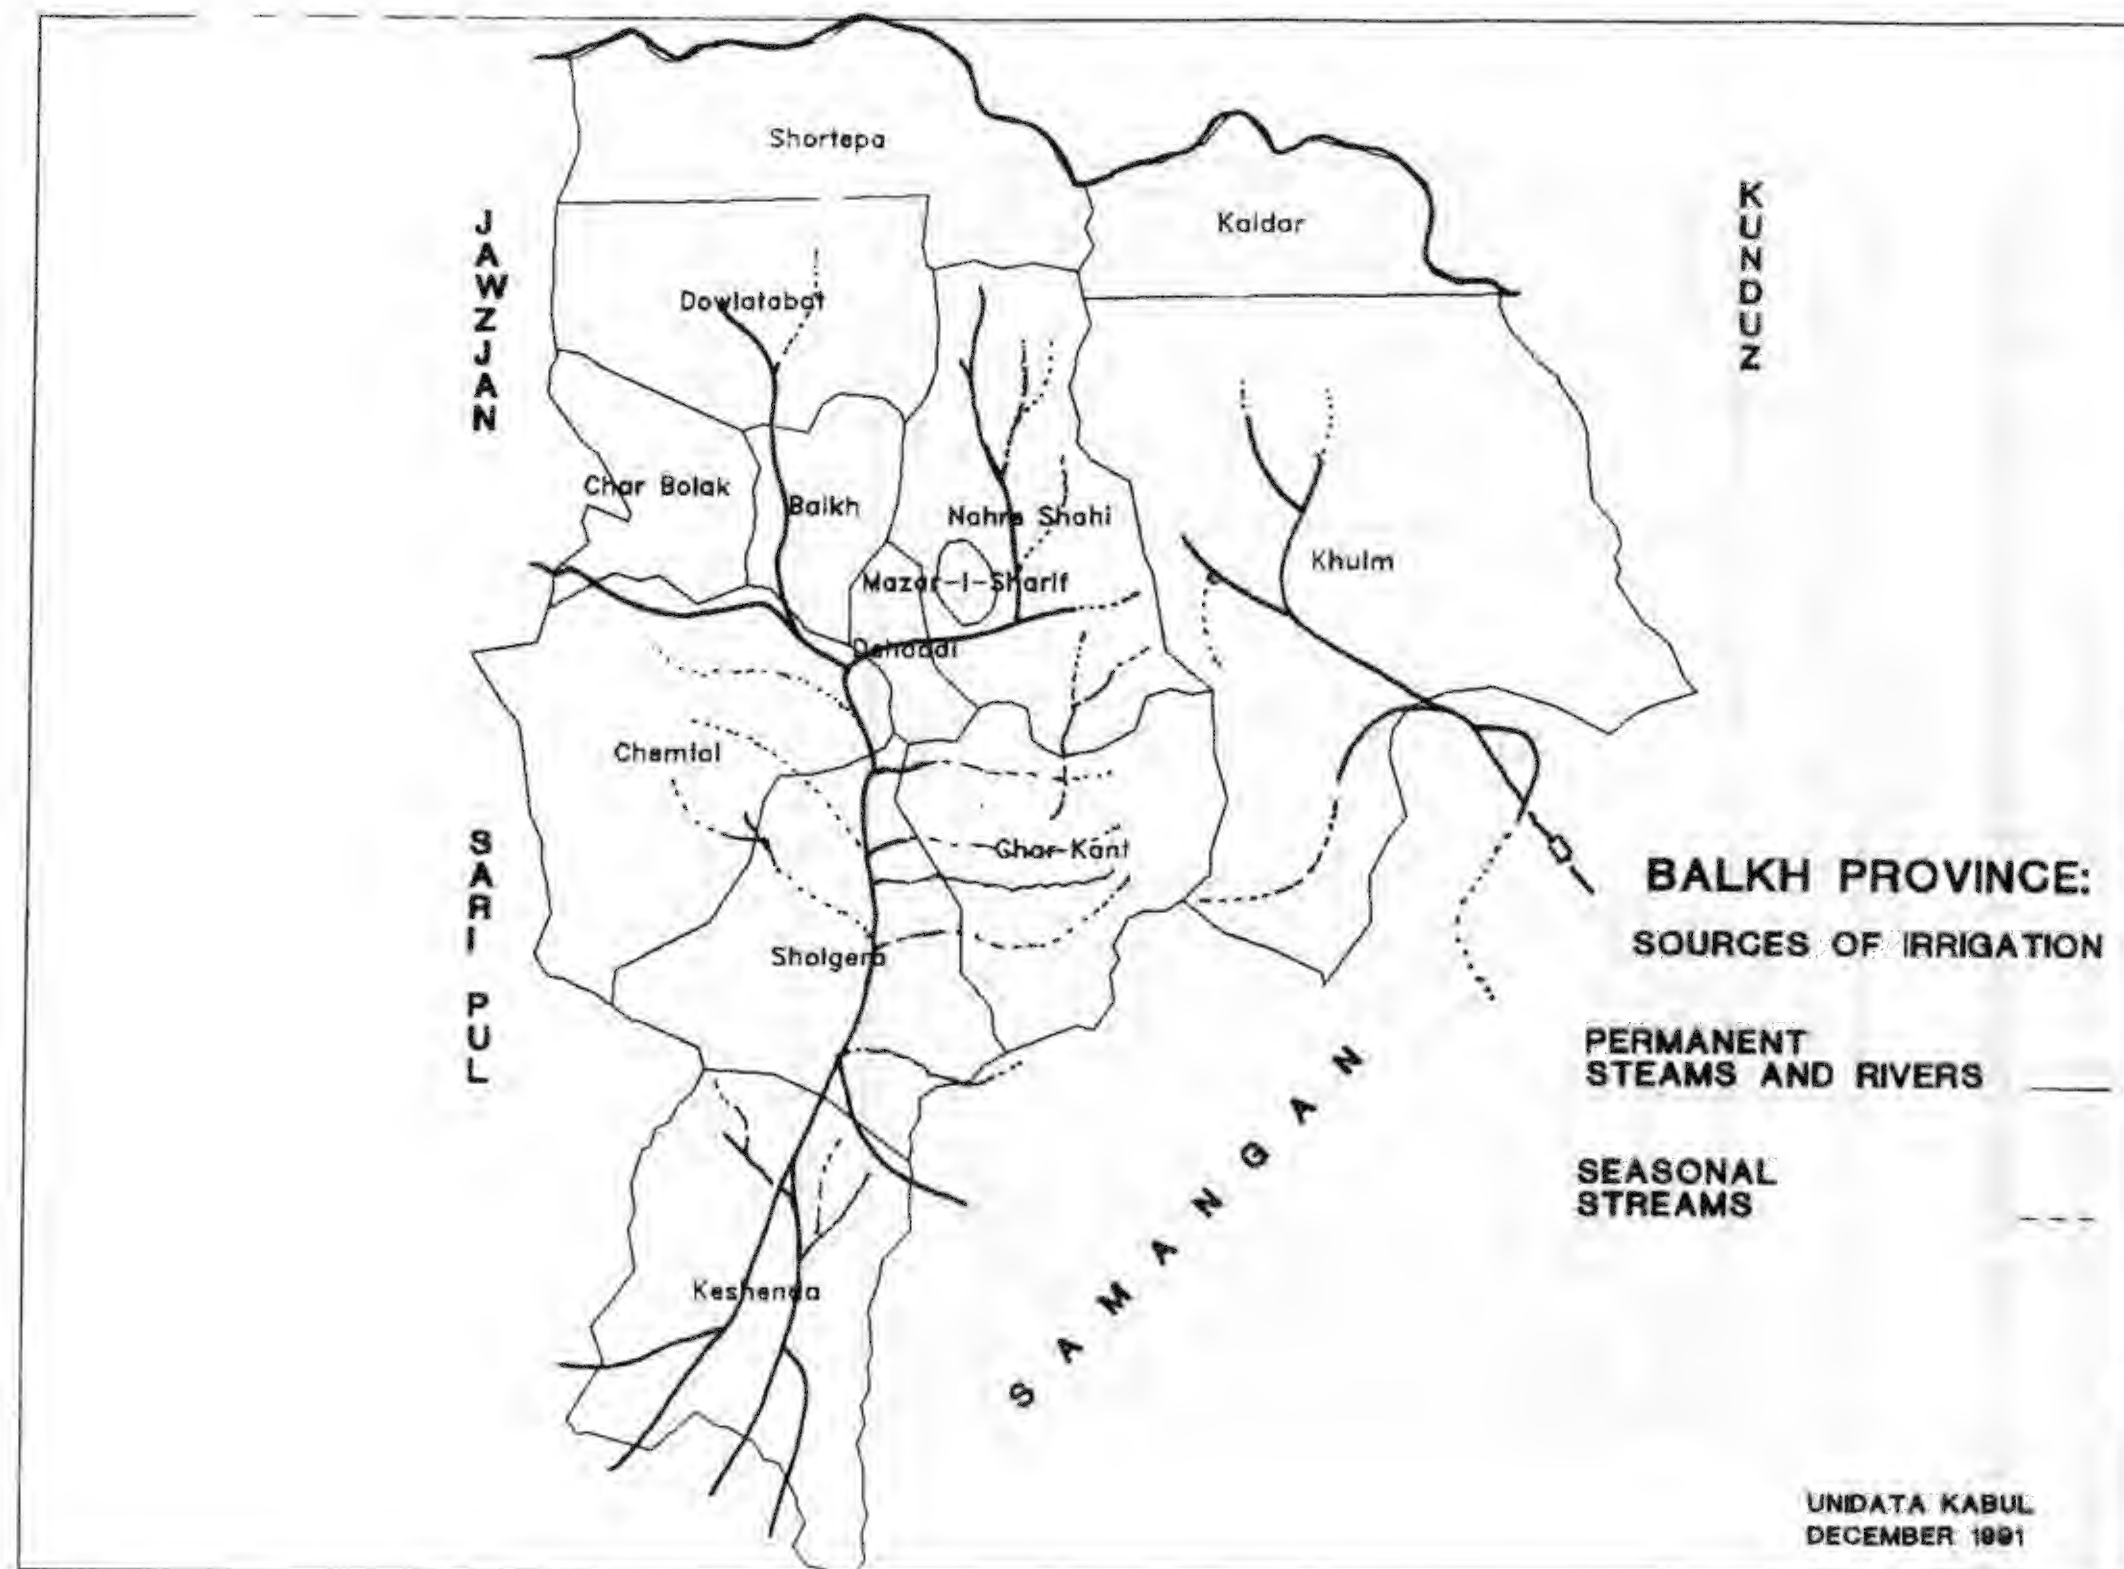 Shortepa
Kaldar
KUNDUZ
JAWZJAN
Dowlatabat
Char Bolak
Balkh
Nahre Shahi
Khulm
Mazar-I-Sharif
Dehdadi
Chemtal
SARI PUL
Char-Kant
BALKH PROVINCE:
SOURCES OF IRRIGATION
Sholgera
PERMANENT
STEAMS AND RIVERS
SAMANGAN
SEASONAL
STREAMS
Keshenda
UNIDATA KABUL
DECEMBER 1991